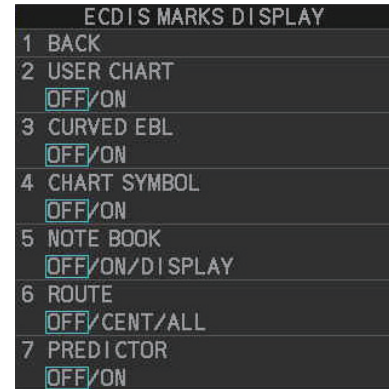 ECDIS MARKS DISPLAY
1 BACK
2 USER CHART
OFF/ON
3 CURVED EBL
OFF/ON
4 CHART SYMBOL
OFF/ON
5 NOTE BOOK
OFF/ON/DISPLAY
6 ROUTE
OFF/CENT/ALL
7 PREDICTOR
OFF/ON